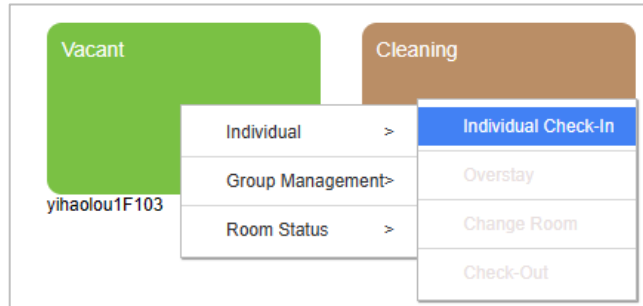 Vacant
Cleaning
Individual >
Individual Check-In
Group Management>
Overstay
yihaolou1F103
Room Status >
Change Room
Check-Out